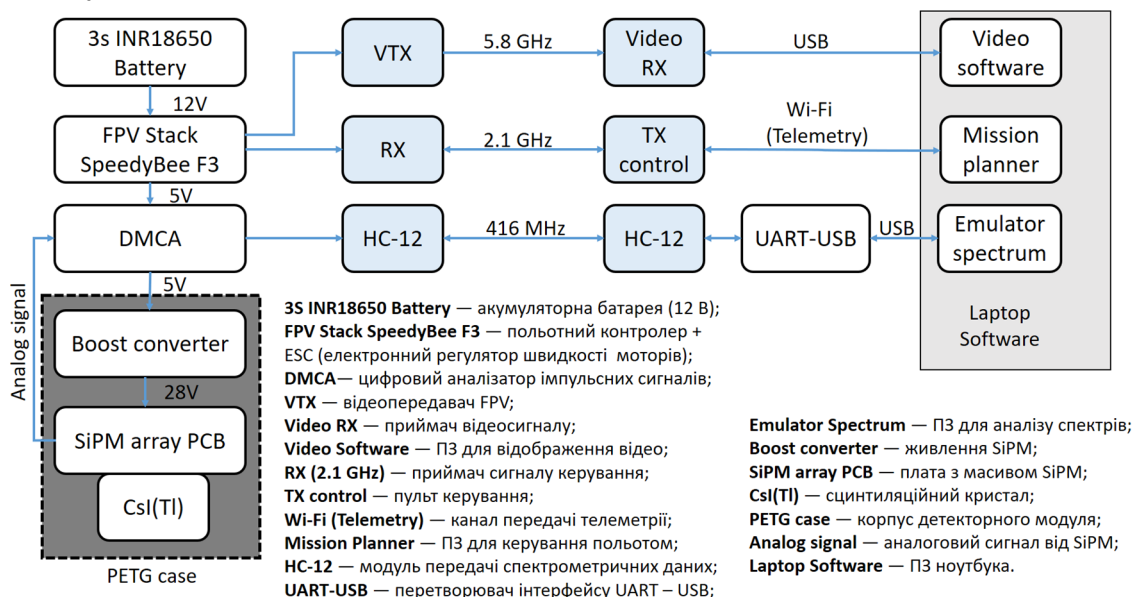 3s INR18650
Battery
12V
FPV Stack
SpeedyBee F3
5V
DMCA
5V
Analog signal
Boost converter
28V
SiPM array PCB
CsI(Tl)
PETG case
VTX
5.8 GHz
Video
RX
USB
Video
software
RX
2.1 GHz
TX
control
Wi-Fi
(Telemetry)
Mission
planner
HC-12
416 MHz
HC-12
UART-USB
USB
Emulator
spectrum
Laptop
Software
3S INR18650 Battery — акумуляторна батарея (12 В);
FPV Stack SpeedyBee F3 — польотний контролер +
ESC (електронний регулятор швидкості моторів);
DMCA— цифровий аналізатор імпульсних сигналів;
VTX — відеопередавач FPV;
Video RX — приймач відеосигналу;
Video Software — ПЗ для відображення відео;
RX (2.1 GHz) — приймач сигналу керування;
TX control — пульт керування;
Wi-Fi (Telemetry) — канал передачі телеметрії;
Mission Planner — ПЗ для керування польотом;
HC-12 — модуль передачі спектрометричних даних;
UART-USB — перетворювач інтерфейсу UART – USB;
Emulator Spectrum — ПЗ для аналізу спектрів;
Boost converter — живлення SiPM;
SiPM array PCB — плата з масивом SiPM;
CsI(Tl) — сцинтиляційний кристал;
PETG case — корпус детекторного модуля;
Analog signal — аналоговий сигнал від SiPM;
Laptop Software — ПЗ ноутбука.